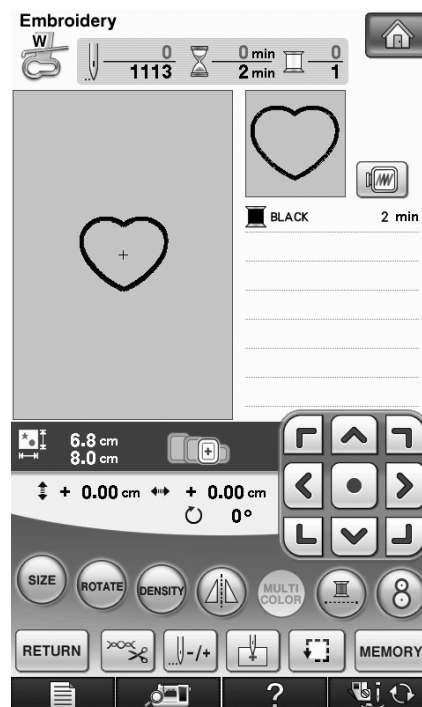 Embroidery
W
0 0 min 0
1113 2 min 1
BLACK 2 min
6.8 cm
8.0 cm
+ 0.00 cm + 0.00 cm
0°
SIZE ROTATE DENSITY MULTI COLOR 8
RETURN -/+ MEMORY
?